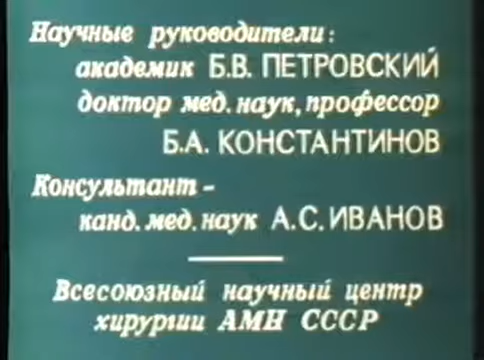 Научные руководители:
академик Б.В. ПЕТРОВСКИЙ
доктор мед. наук, профессор
Б.А. КОНСТАНТИНОВ
Консультант –
канд. мед. наук А.С. ИВАНОВ
Всесоюзный научный центр
хирургии АМН СССР